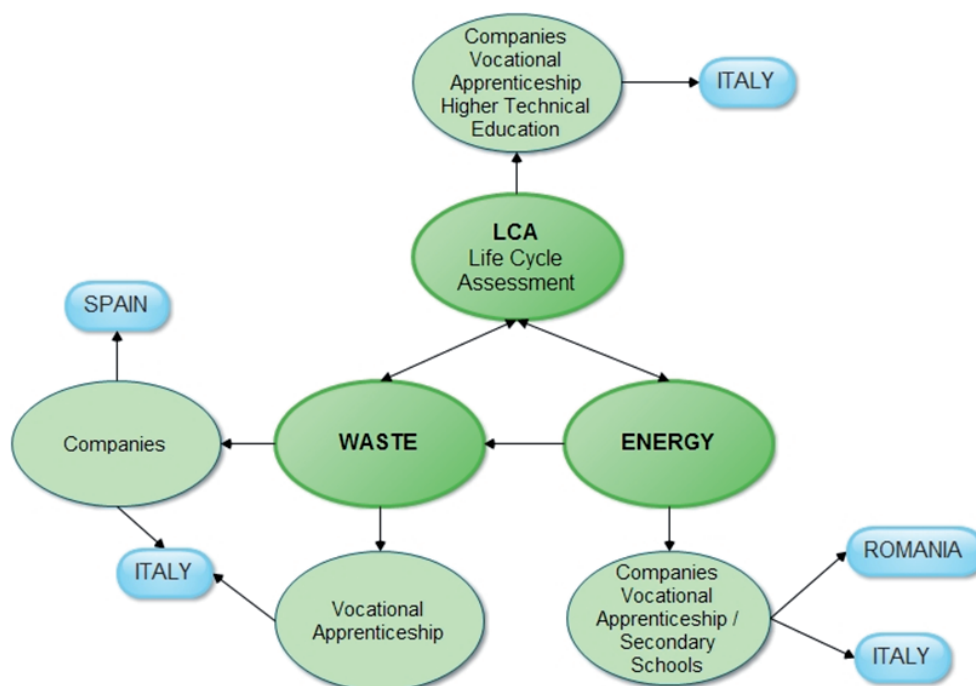 Companies
Vocational
Apprenticeship
Higher Technical
Education
ITALY
LCA
Life Cycle
Assessment
SPAIN
Companies
WASTE
ENERGY
ITALY
Vocational
Apprenticeship
Companies
Vocational
Apprenticeship /
Secondary
Schools
ROMANIA
ITALY